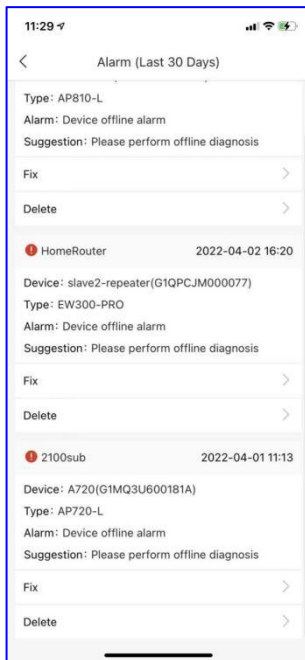 11:29
Alarm (Last 30 Days)
Type: AP810-L
Alarm: Device offline alarm
Suggestion: Please perform offline diagnosis
Fix
Delete
HomeRouter 2022-04-02 16:20
Device: slave2-repeater(G1QPCJM000077)
Type: EW300-PRO
Alarm: Device offline alarm
Suggestion: Please perform offline diagnosis
Fix
Delete
2100sub 2022-04-01 11:13
Device: A720(G1MQ3U600181A)
Type: AP720-L
Alarm: Device offline alarm
Suggestion: Please perform offline diagnosis
Fix
Delete